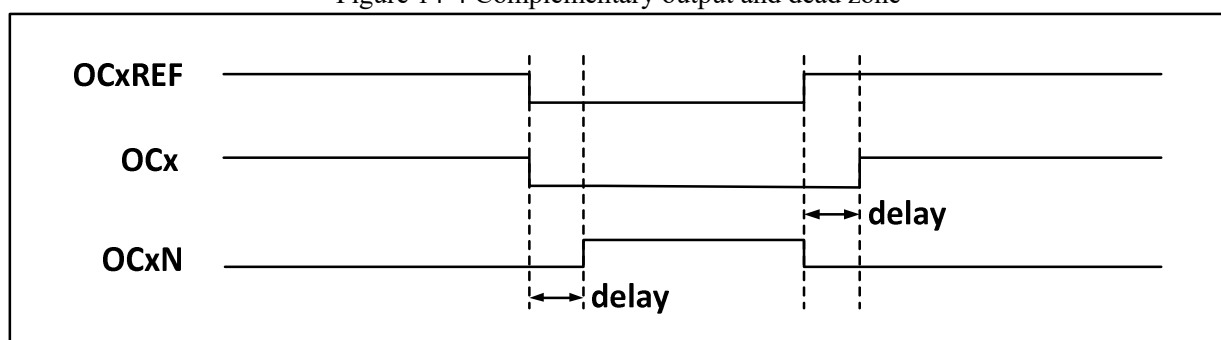 Figure 14-4 Complementary output and dead zone
OCxREF
OCx
delay
OCxN
delay